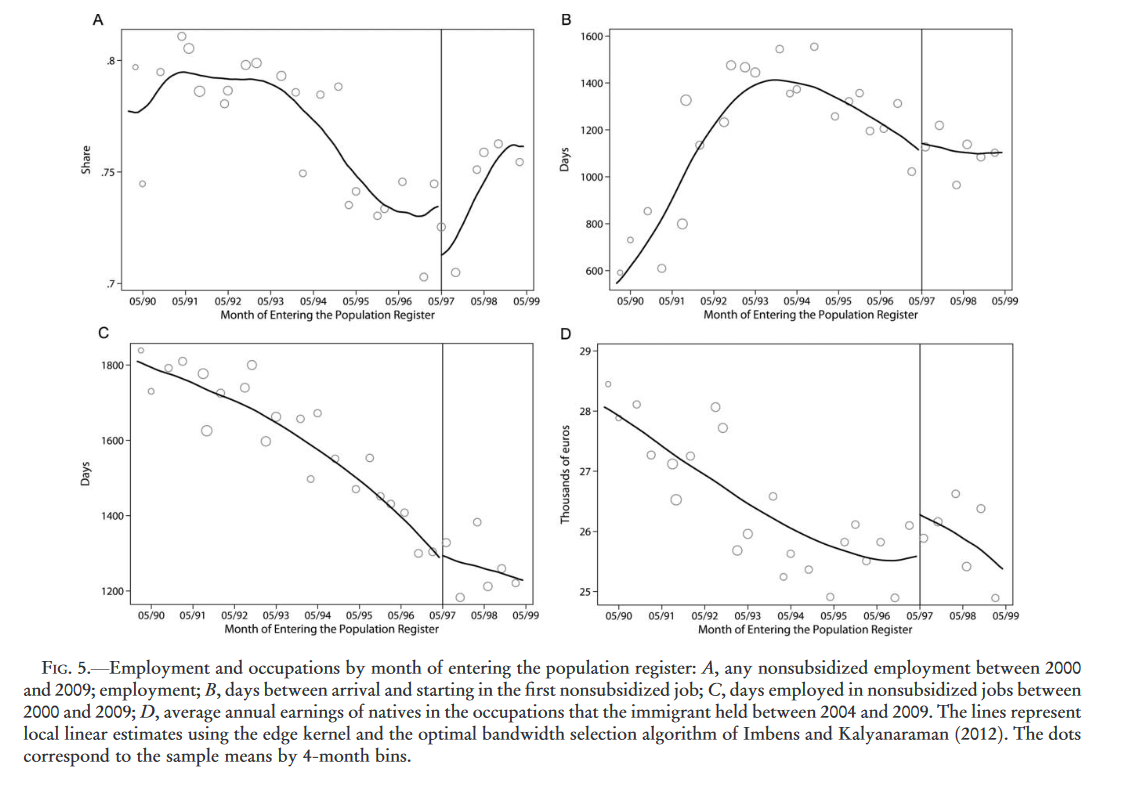 A
.8
.75
.7
Share
05/90 05/91 05/92 05/93 05/94 05/95 05/96 05/97 05/98 05/99
Month of Entering the Population Register
B
1600
1400
1200
1000
800
600
Days
05/90 05/91 05/92 05/93 05/94 05/95 05/96 05/97 05/98 05/99
Month of Entering the Population Register
C
1800
1600
1400
1200
Days
05/90 05/91 05/92 05/93 05/94 05/95 05/96 05/97 05/98 05/99
Month of Entering the Population Register
D
29
28
27
26
25
Thousands of euros
05/90 05/91 05/92 05/93 05/94 05/95 05/96 05/97 05/98 05/99
Month of Entering the Population Register
FIG. 5.—Employment and occupations by month of entering the population register: A, any nonsubsidized employment between 2000
and 2009; employment; B, days between arrival and starting in the first nonsubsidized job; C, days employed in nonsubsidized jobs between
2000 and 2009; D, average annual earnings of natives in the occupations that the immigrant held between 2004 and 2009. The lines represent
local linear estimates using the edge kernel and the optimal bandwidth selection algorithm of Imbens and Kalyanaraman (2012). The dots
correspond to the sample means by 4-month bins.